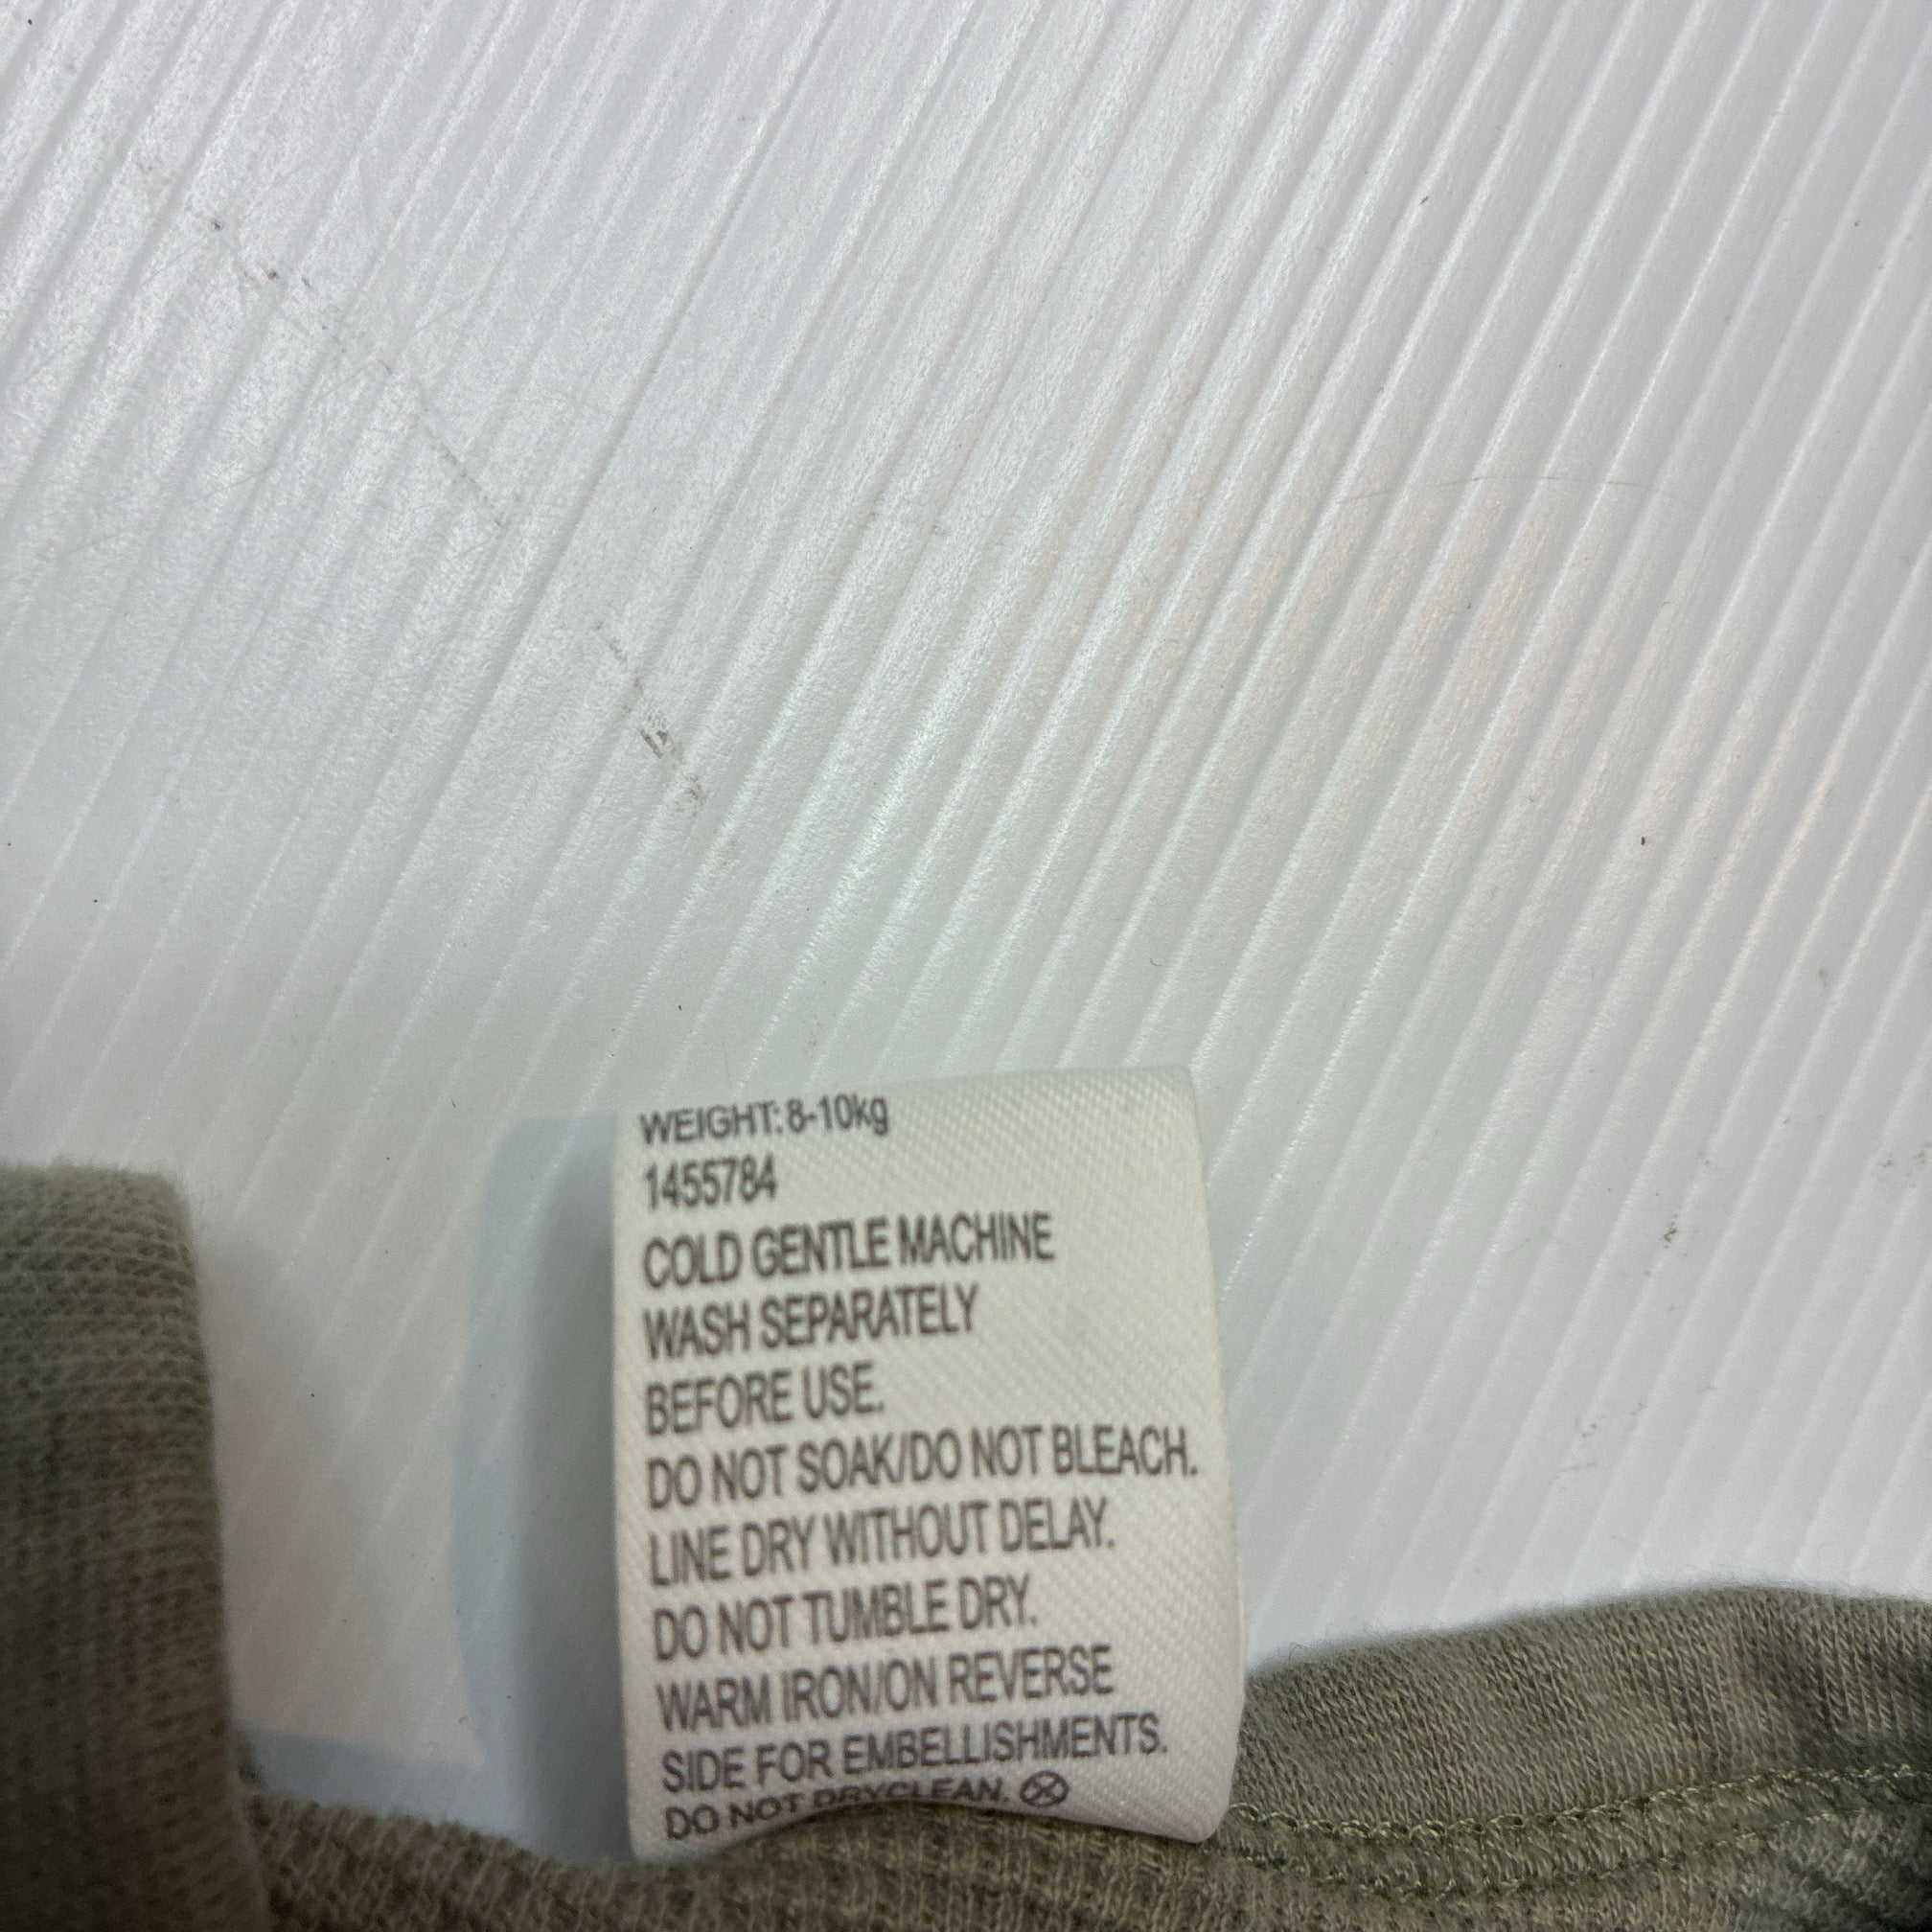 WEIGHT: 8-10kg
1455784
COLD GENTLE MACHINE
WASH SEPARATELY
BEFORE USE.
DO NOT SOAK/DO NOT BLEACH.
LINE DRY WITHOUT DELAY.
DO NOT TUMBLE DRY.
WARM IRON/ON REVERSE
SIDE FOR EMBELLISHMENTS.
DO NOT DRYCLEAN.